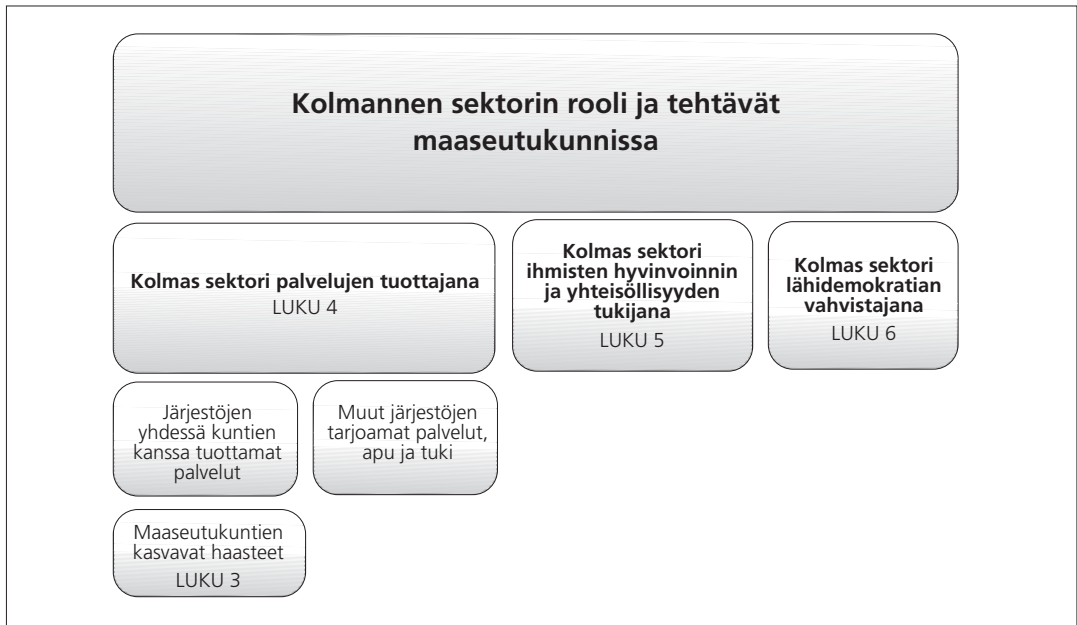 Kolmannen sektorin rooli ja tehtävät
maaseutukunnissa
Kolmas sektori palvelujen tuottajana
LUKU 4
Kolmas sektori
ihmisten hyvinvoinnin
ja yhteisöllisyyden
tukijana
LUKU 5
Kolmas sektori
lähidemokratian
vahvistajana
LUKU 6
Järjestöjen
yhdessä kuntien
kanssa tuottamat
palvelut
Muut järjestöjen
tarjoamat palvelut,
apu ja tuki
Maaseutukuntien
kasvavat haasteet
LUKU 3